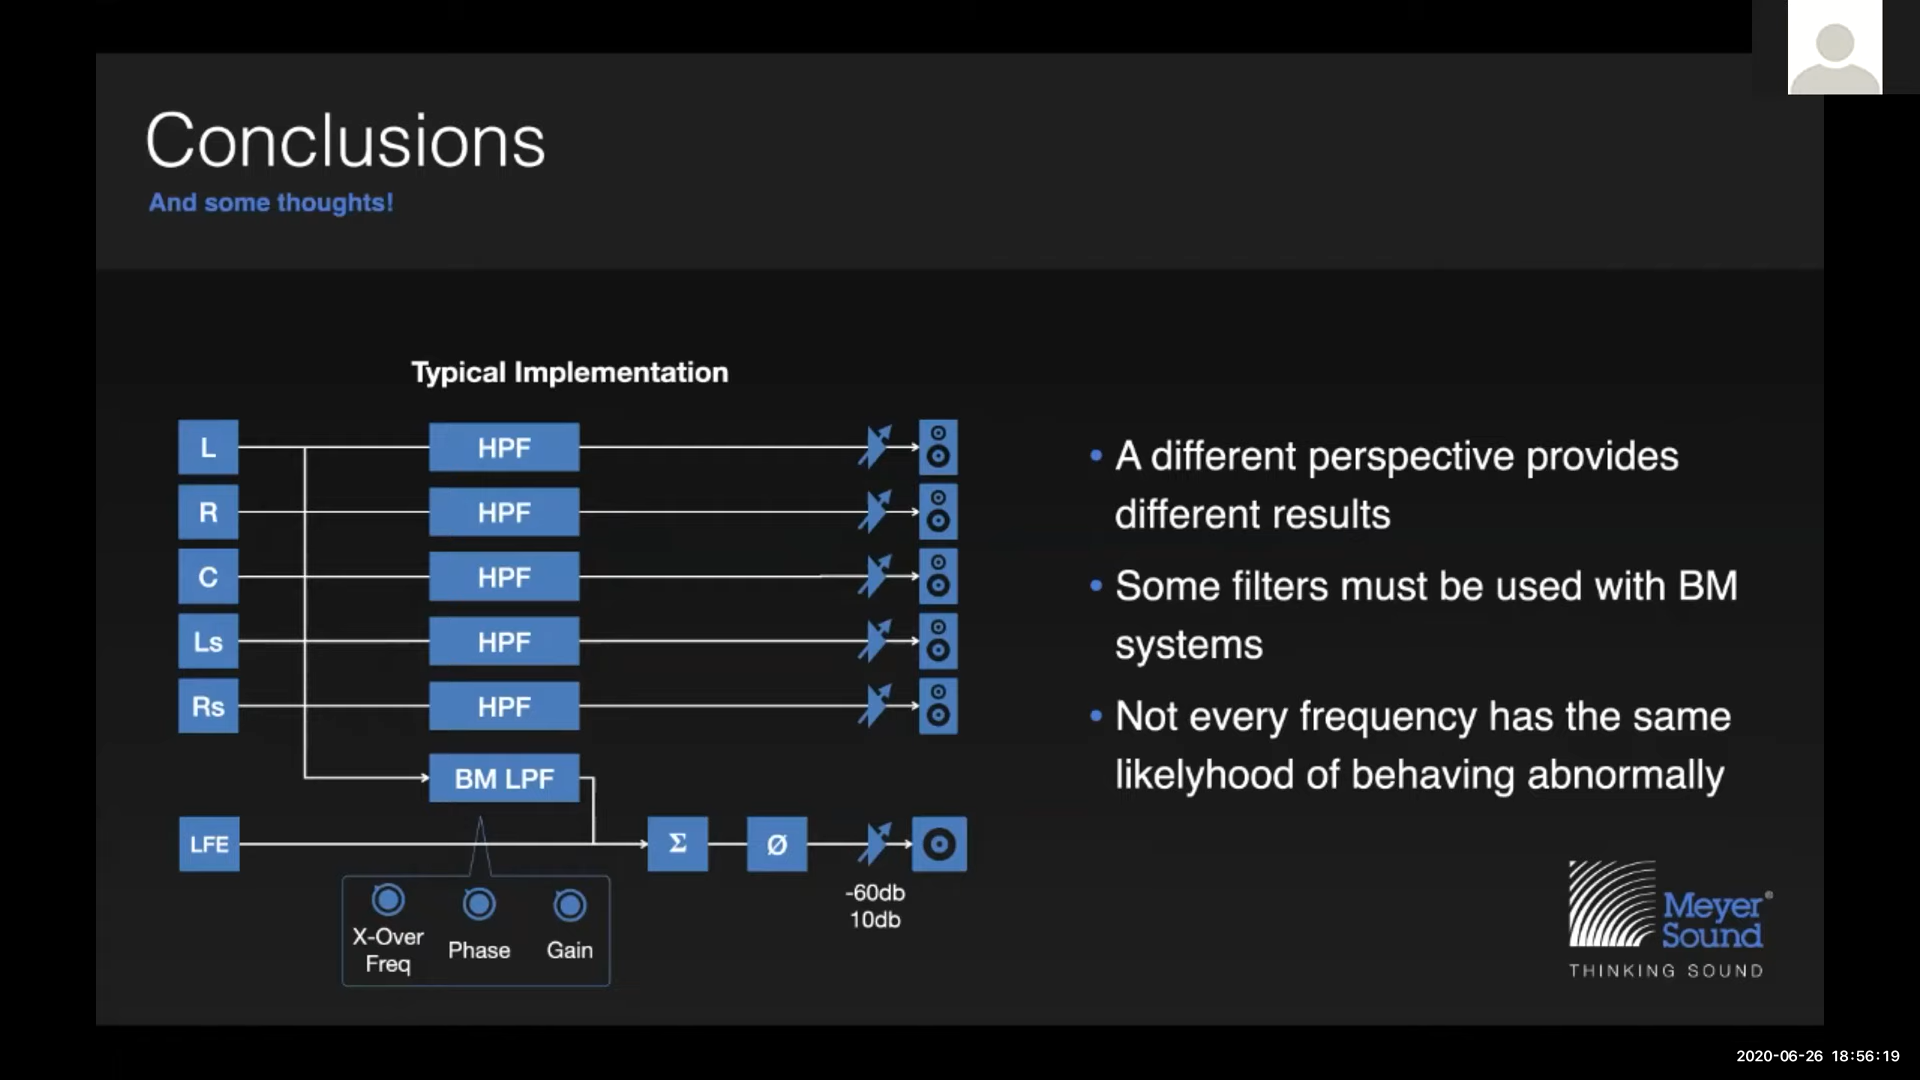 Conclusions
And some thoughts!
Typical Implementation
L
HPF
R
HPF
C
HPF
Ls
HPF
Rs
HPF
BM LPF
LFE
Σ
Ø
-60db
10db
X-Over
Freq
Phase
Gain
A different perspective provides
different results
Some filters must be used with BM
systems
Not every frequency has the same
likelyhood of behaving abnormally
Meyer®
Sound
THINKING SOUND
2020-06-26 18:56:19